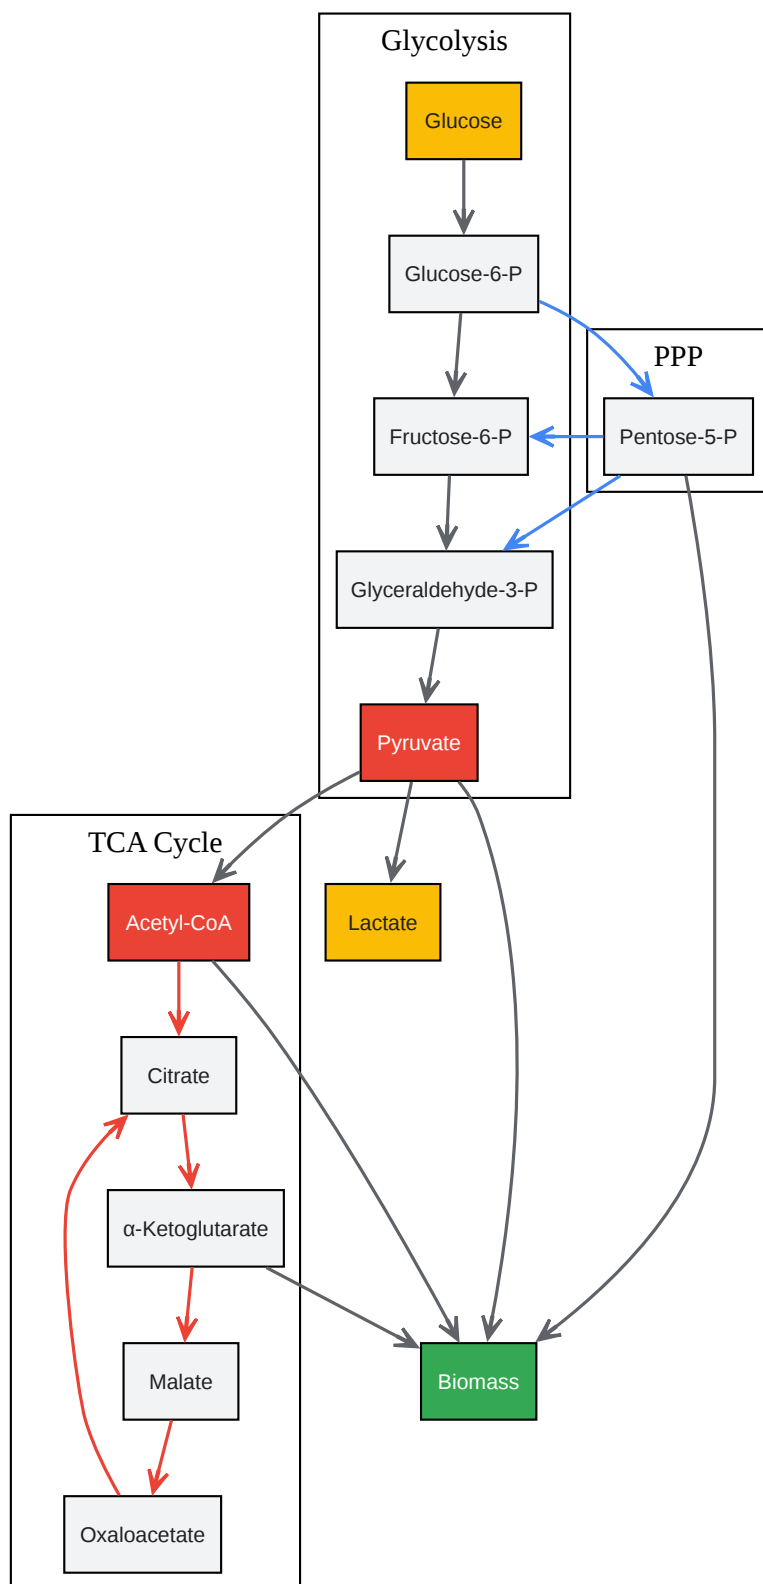 Glycolysis
Glucose
Glucose-6-P
PPP
Fructose-6-P
Pentose-5-P
Glyceraldehyde-3-P
Pyruvate
TCA Cycle
Acetyl-CoA
Lactate
Citrate
α-Ketoglutarate
Malate
Biomass
Oxaloacetate